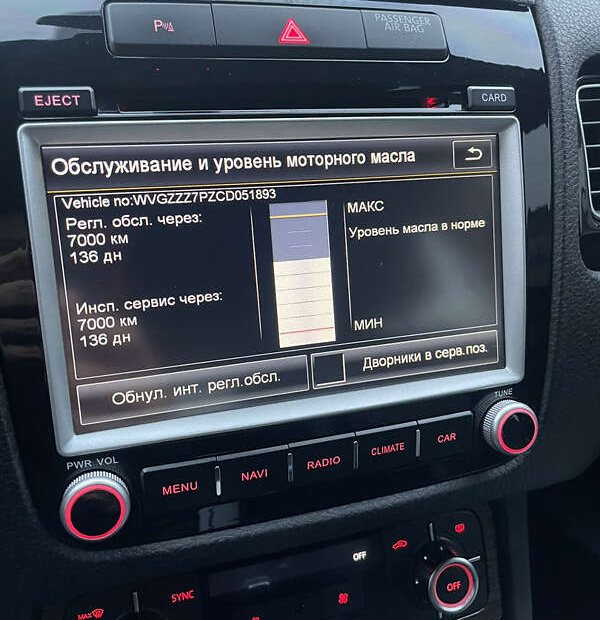 P
PASSENGER
AIR BAG
EJECT
CARD
Обслуживание и уровень моторного масла
Vehicle no:WVGZZZ7PZCD051893
Регл. обсл. через:
7000 км
136 дн
Инсп. сервис через:
7000 км
136 дн
МАКС
Уровень масла в норме
МИН
Обнул. инт. регл.обсл.
Дворники в серв.поз.
PWR VOL
TUNE
MENU
NAVI
RADIO
CLIMATE
CAR
OFF
SYNC
OFF
MAX